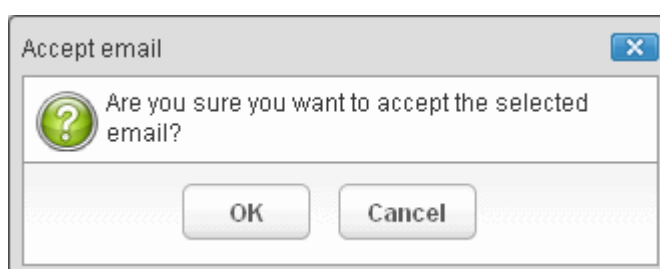 Accept email
Are you sure you want to accept the selected
email?
OK
Cancel